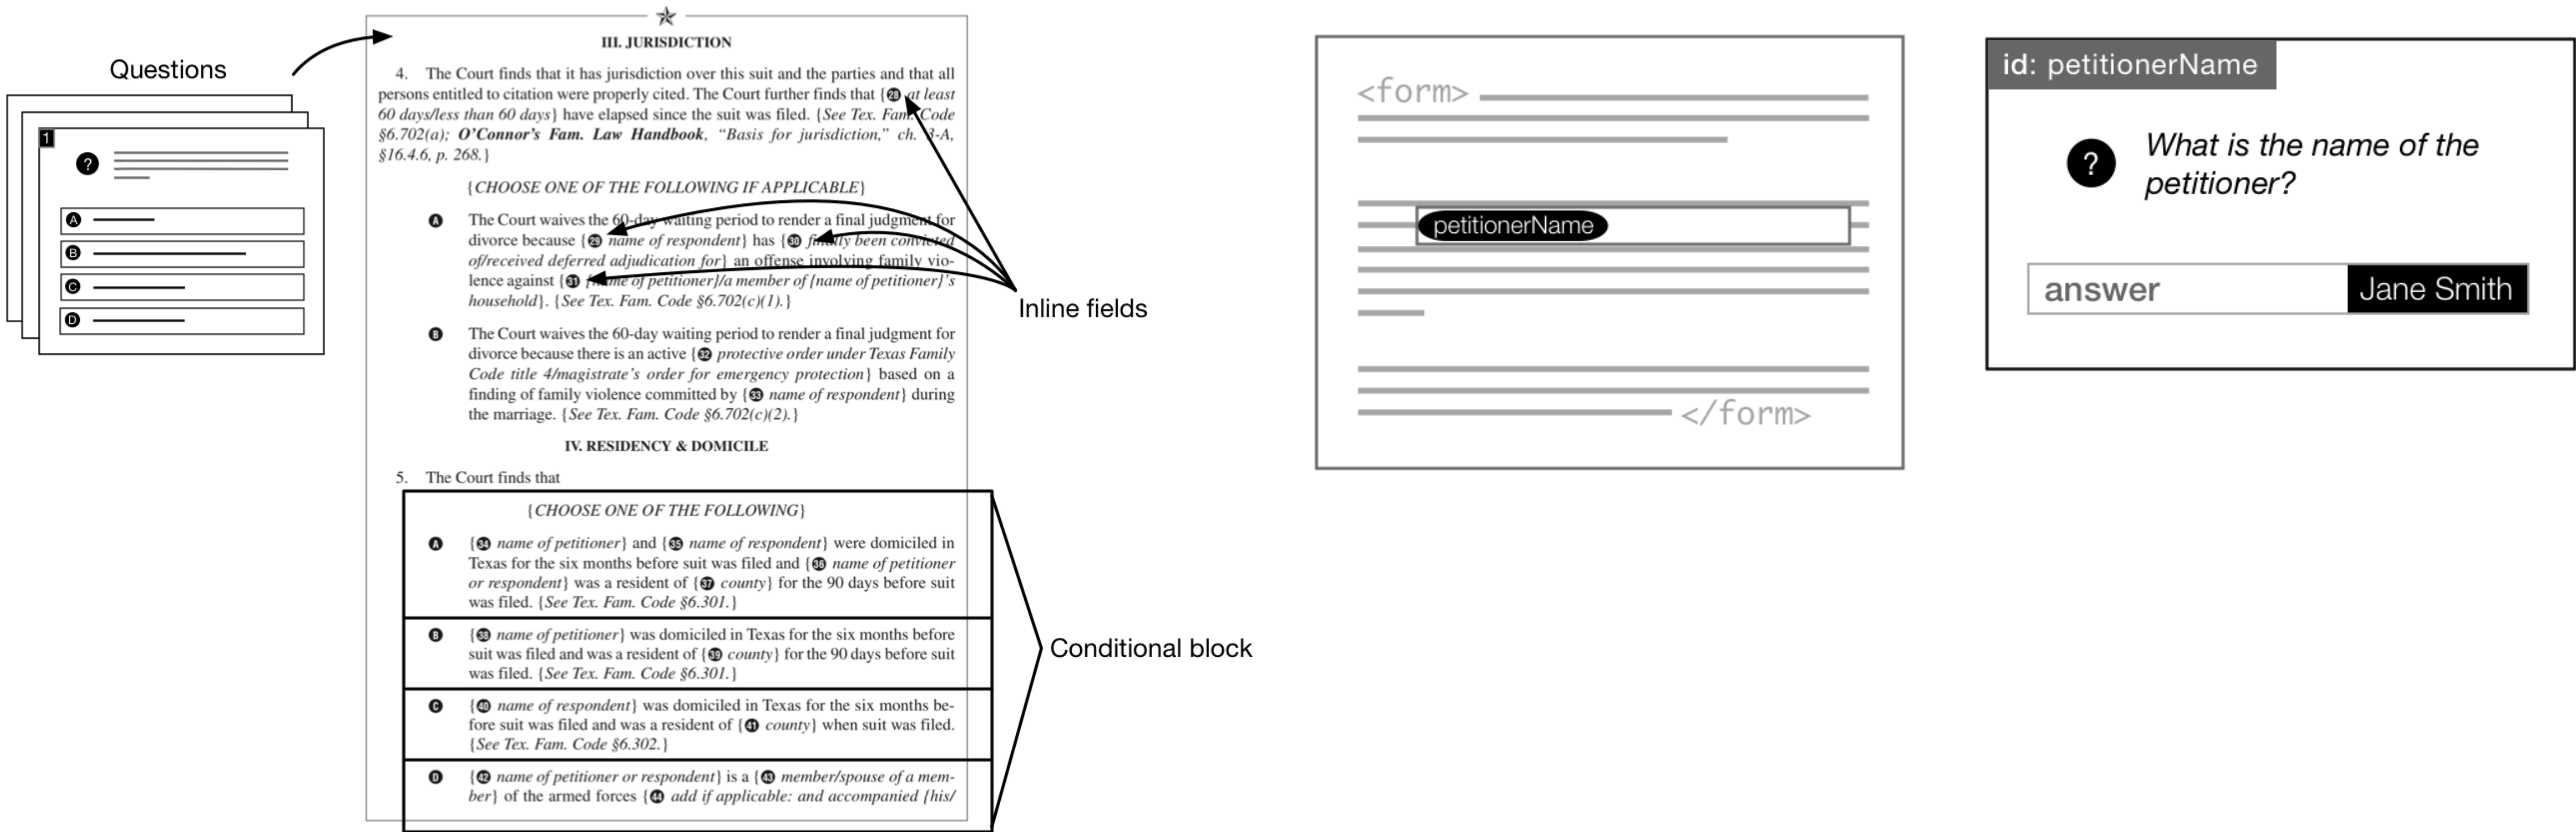 Questions
1
?
A
B
C
D
III. JURISDICTION
4. The Court finds that it has jurisdiction over this suit and the parties and that all
persons entitled to citation were properly cited. The Court further finds that {28 at least
60 days/less than 60 days} have elapsed since the suit was filed. {See Tex. Fam. Code
§6.702(a); O'Connor's Fam. Law Handbook, “Basis for jurisdiction,” ch. 3-A,
§16.4.6, p. 268.}
{CHOOSE ONE OF THE FOLLOWING IF APPLICABLE}
A The Court waives the 60-day waiting period to render a final judgment for
divorce because {29 name of respondent} has {30 finally been convicted
of/received deferred adjudication for} an offense involving family vio-
lence against {31 [name of petitioner]/a member of [name of petitioner]'s
household}. {See Tex. Fam. Code §6.702(c)(1).}
B The Court waives the 60-day waiting period to render a final judgment for
divorce because there is an active {32 protective order under Texas Family
Code title 4/magistrate's order for emergency protection} based on a
finding of family violence committed by {33 name of respondent} during
the marriage. {See Tex. Fam. Code §6.702(c)(2).}
IV. RESIDENCY & DOMICILE
5. The Court finds that
{CHOOSE ONE OF THE FOLLOWING}
A {34 name of petitioner} and {35 name of respondent} were domiciled in
Texas for the six months before suit was filed and {36 name of petitioner
or respondent} was a resident of {37 county} for the 90 days before suit
was filed. {See Tex. Fam. Code §6.301.}
B {38 name of petitioner} was domiciled in Texas for the six months before
suit was filed and was a resident of {39 county} for the 90 days before suit
was filed. {See Tex. Fam. Code §6.301.}
C {40 name of respondent} was domiciled in Texas for the six months be-
fore suit was filed and was a resident of {41 county} when suit was filed.
{See Tex. Fam. Code §6.302.}
D {42 name of petitioner or respondent} is a {43 member/spouse of a mem-
ber} of the armed forces {44 add if applicable: and accompanied [his/
Inline fields
Conditional block
<form>
petitionerName
</form>
id: petitionerName
?
What is the name of the
petitioner?
answer
Jane Smith